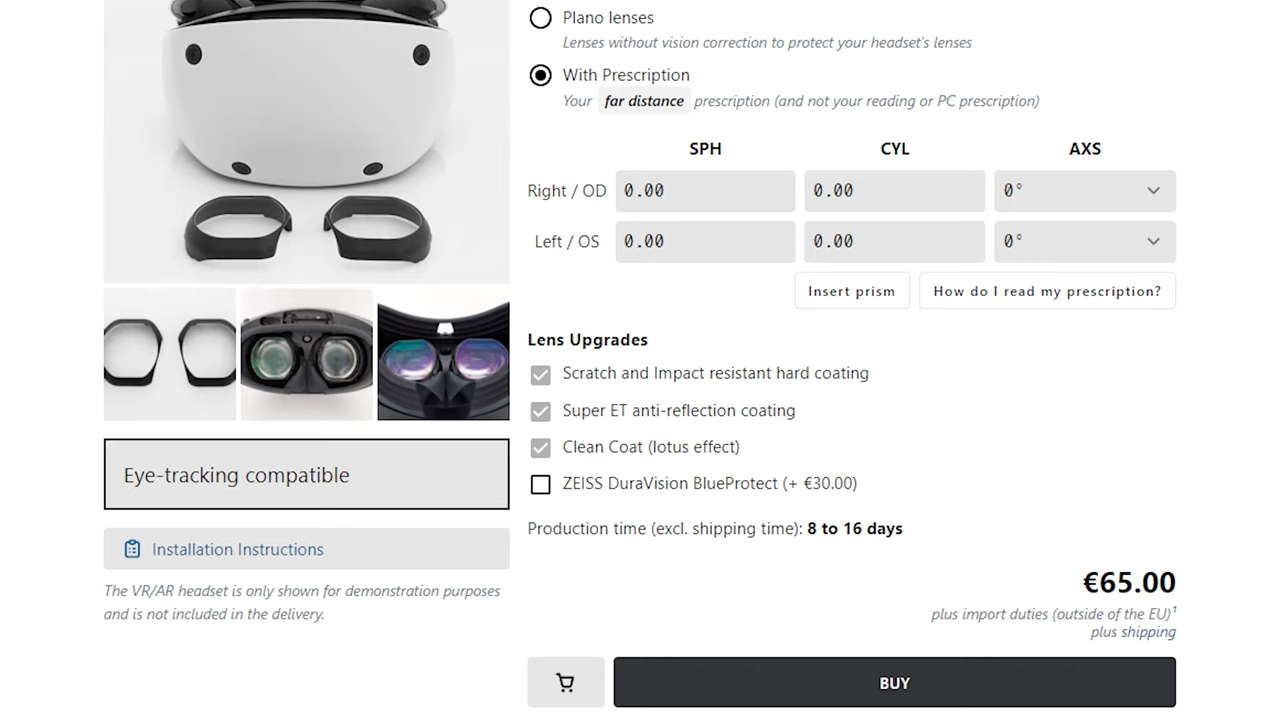 Plano lenses
Lenses without vision correction to protect your headset's lenses
With Prescription
Your far distance prescription (and not your reading or PC prescription)
SPH CYL AXS
Right / OD 0.00 0.00 0°
Left / OS 0.00 0.00 0°
Insert prism How do I read my prescription?
Lens Upgrades
Scratch and Impact resistant hard coating
Super ET anti-reflection coating
Clean Coat (lotus effect)
ZEISS DuraVision BlueProtect (+ €30.00)
Production time (excl. shipping time): 8 to 16 days
Eye-tracking compatible
Installation Instructions
The VR/AR headset is only shown for demonstration purposes
and is not included in the delivery.
€65.00
plus import duties (outside of the EU)†
plus shipping
BUY